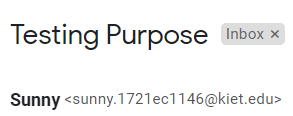 Testing Purpose Inbox ×
Sunny <sunny.1721ec1146@kiet.edu>